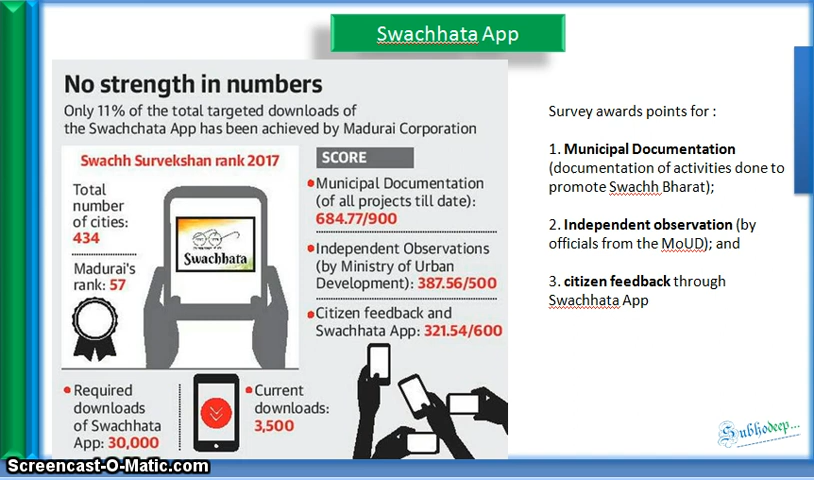 Swachhata App
No strength in numbers
Only 11% of the total targeted downloads of
the Swachchata App has been achieved by Madurai Corporation
Swachh Survekshan rank 2017
Total
number
of cities:
434
Madurai's
rank: 57
Swachhata
SCORE
Municipal Documentation
(of all projects till date):
684.77/900
Independent Observations
(by Ministry of Urban
Development): 387.56/500
Citizen feedback and
Swachhata App: 321.54/600
Required
downloads
of Swachhata
App: 30,000
Current
downloads:
3,500
Survey awards points for :
1. Municipal Documentation
(documentation of activities done to
promote Swachh Bharat);
2. Independent observation (by
officials from the MoUD); and
3. citizen feedback through
Swachhata App
Subhodeep...
Screencast-O-Matic.com